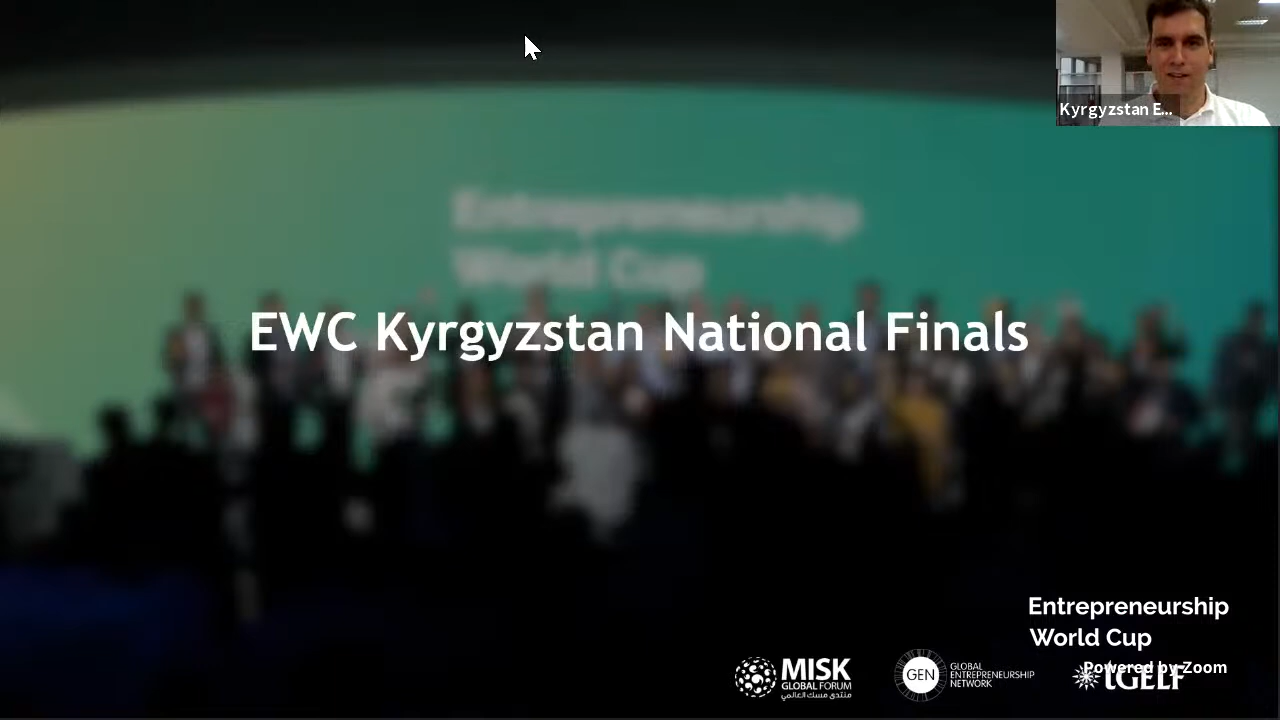 Kyrgyzstan E...
Entrepreneurship
World Cup
EWC Kyrgyzstan National Finals
Entrepreneurship
World Cup
MISK
GLOBAL FORUM
منتدى مسك العالمي
GEN
GLOBAL
ENTREPRENEURSHIP
NETWORK
Powered by Zoom
tGELF